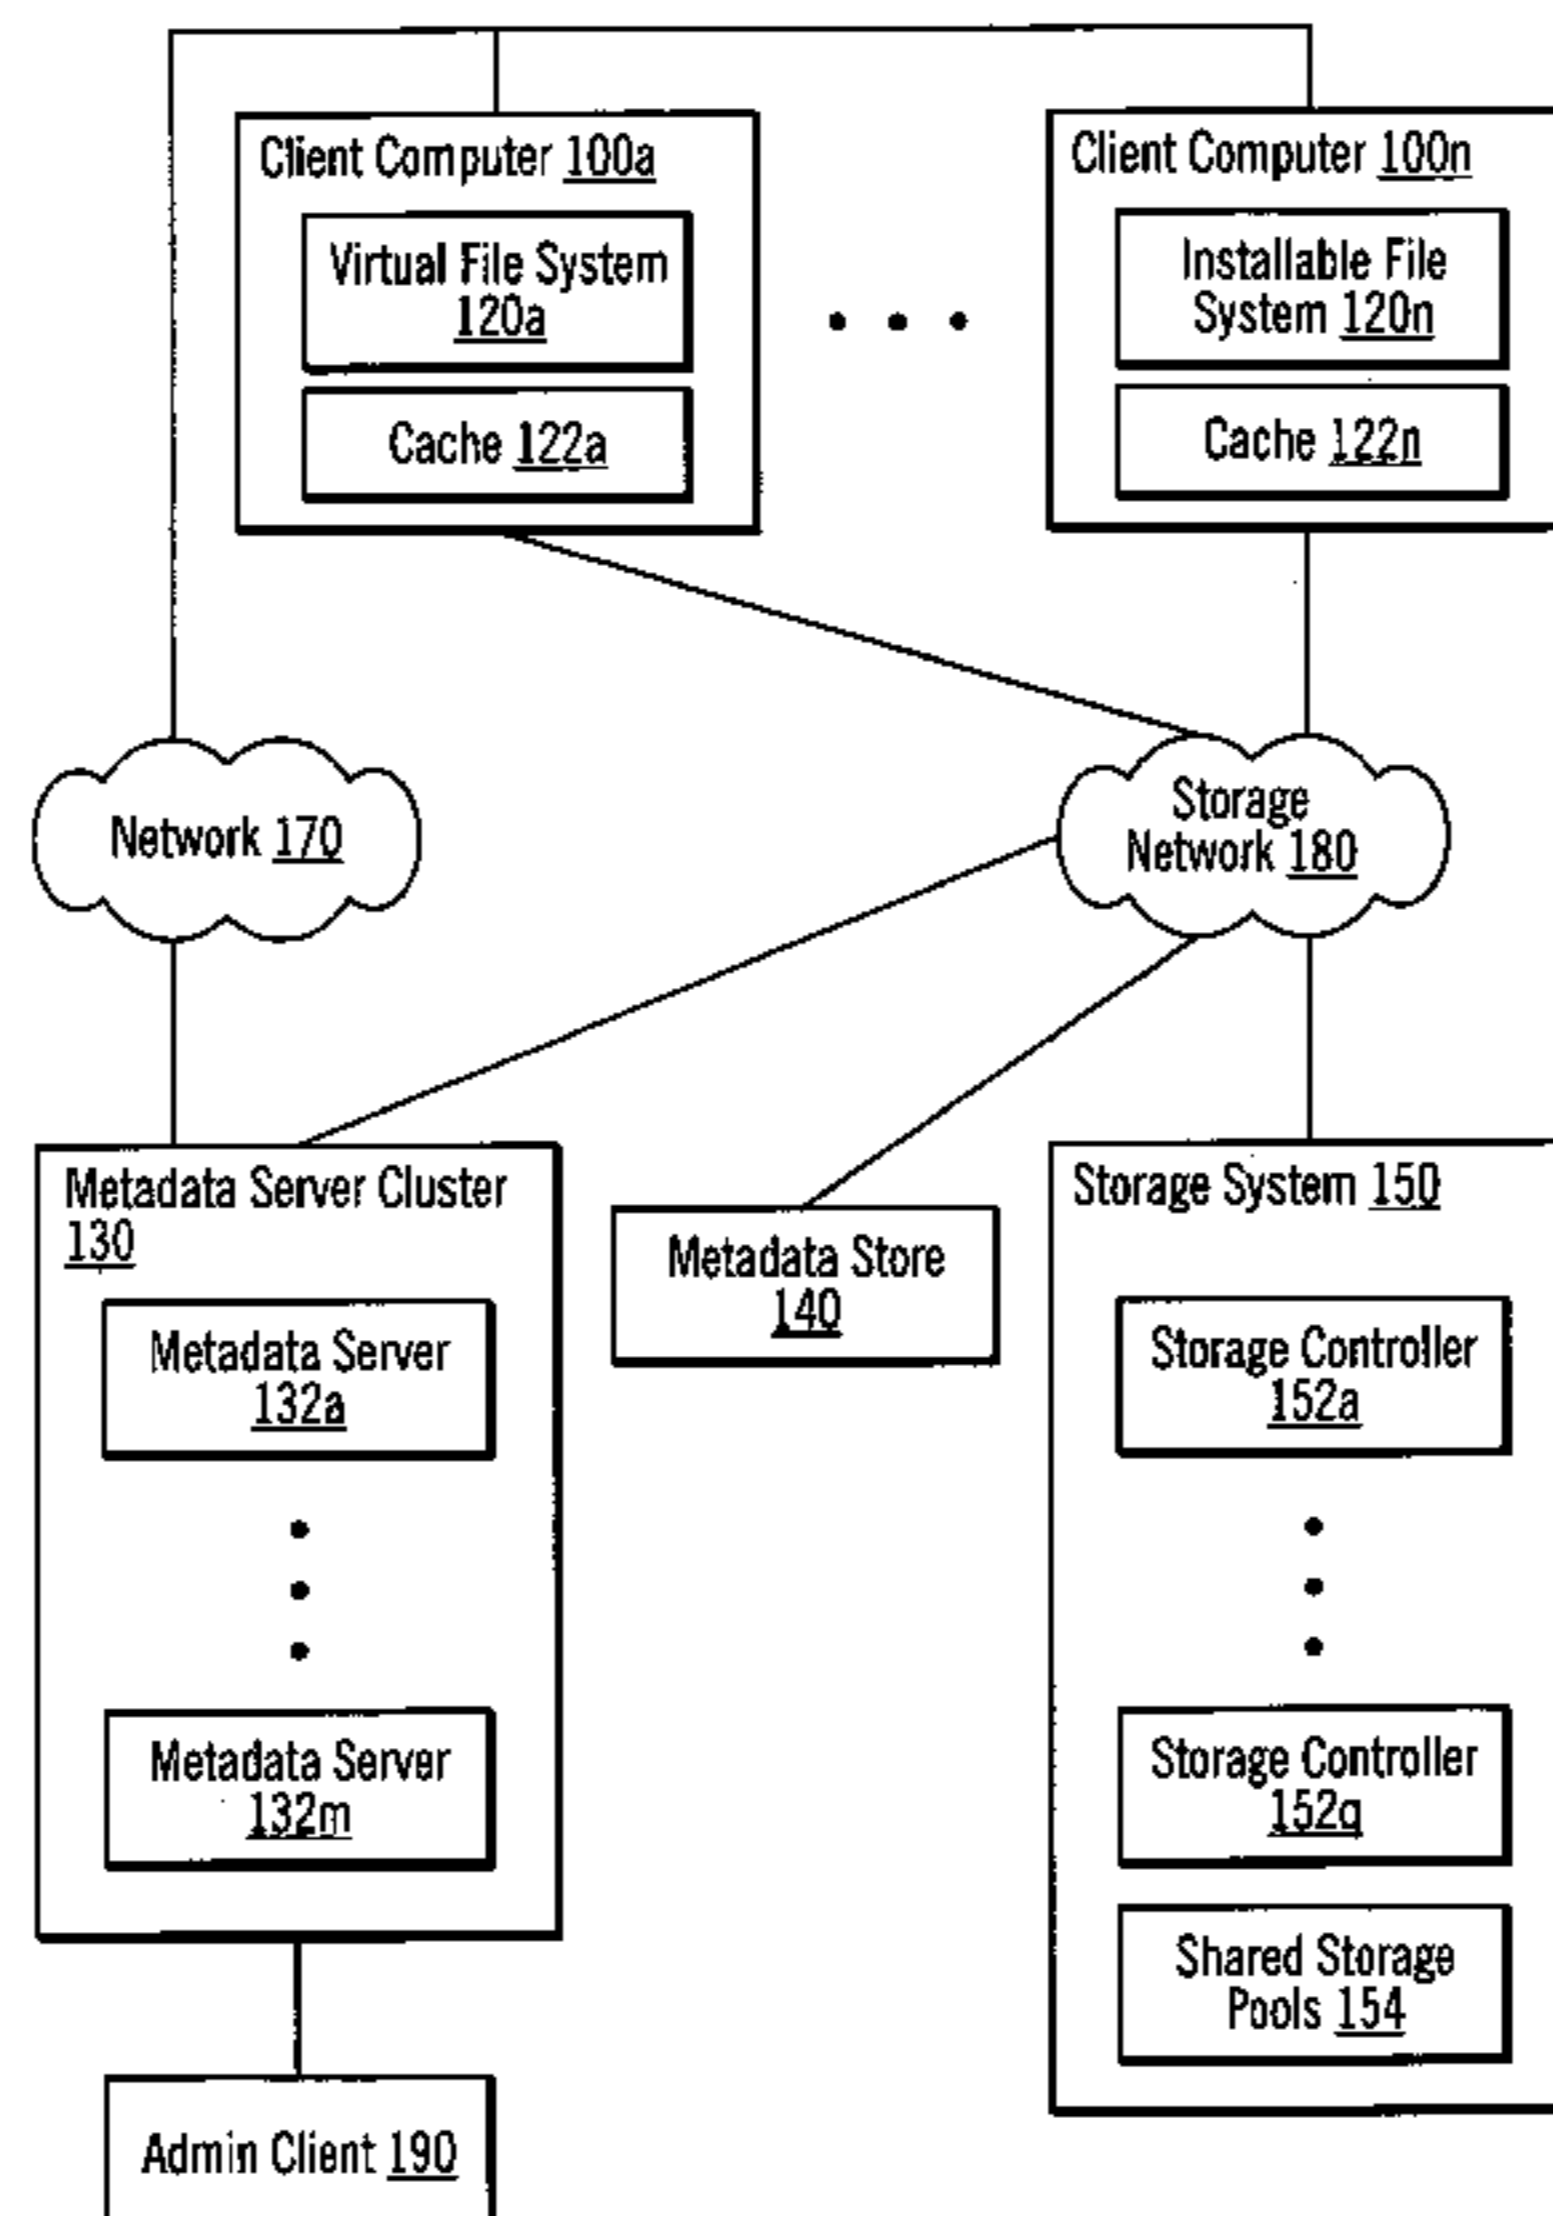 Client Computer 100a
Virtual File System
120a
Cache 122a
Client Computer 100n
Installable File
System 120n
Cache 122n
Network 170
Storage
Network 180
Metadata Server Cluster
130
Metadata Server
132a
Metadata Server
132m
Metadata Store
140
Storage System 150
Storage Controller
152a
Storage Controller
152q
Shared Storage
Pools 154
Admin Client 190